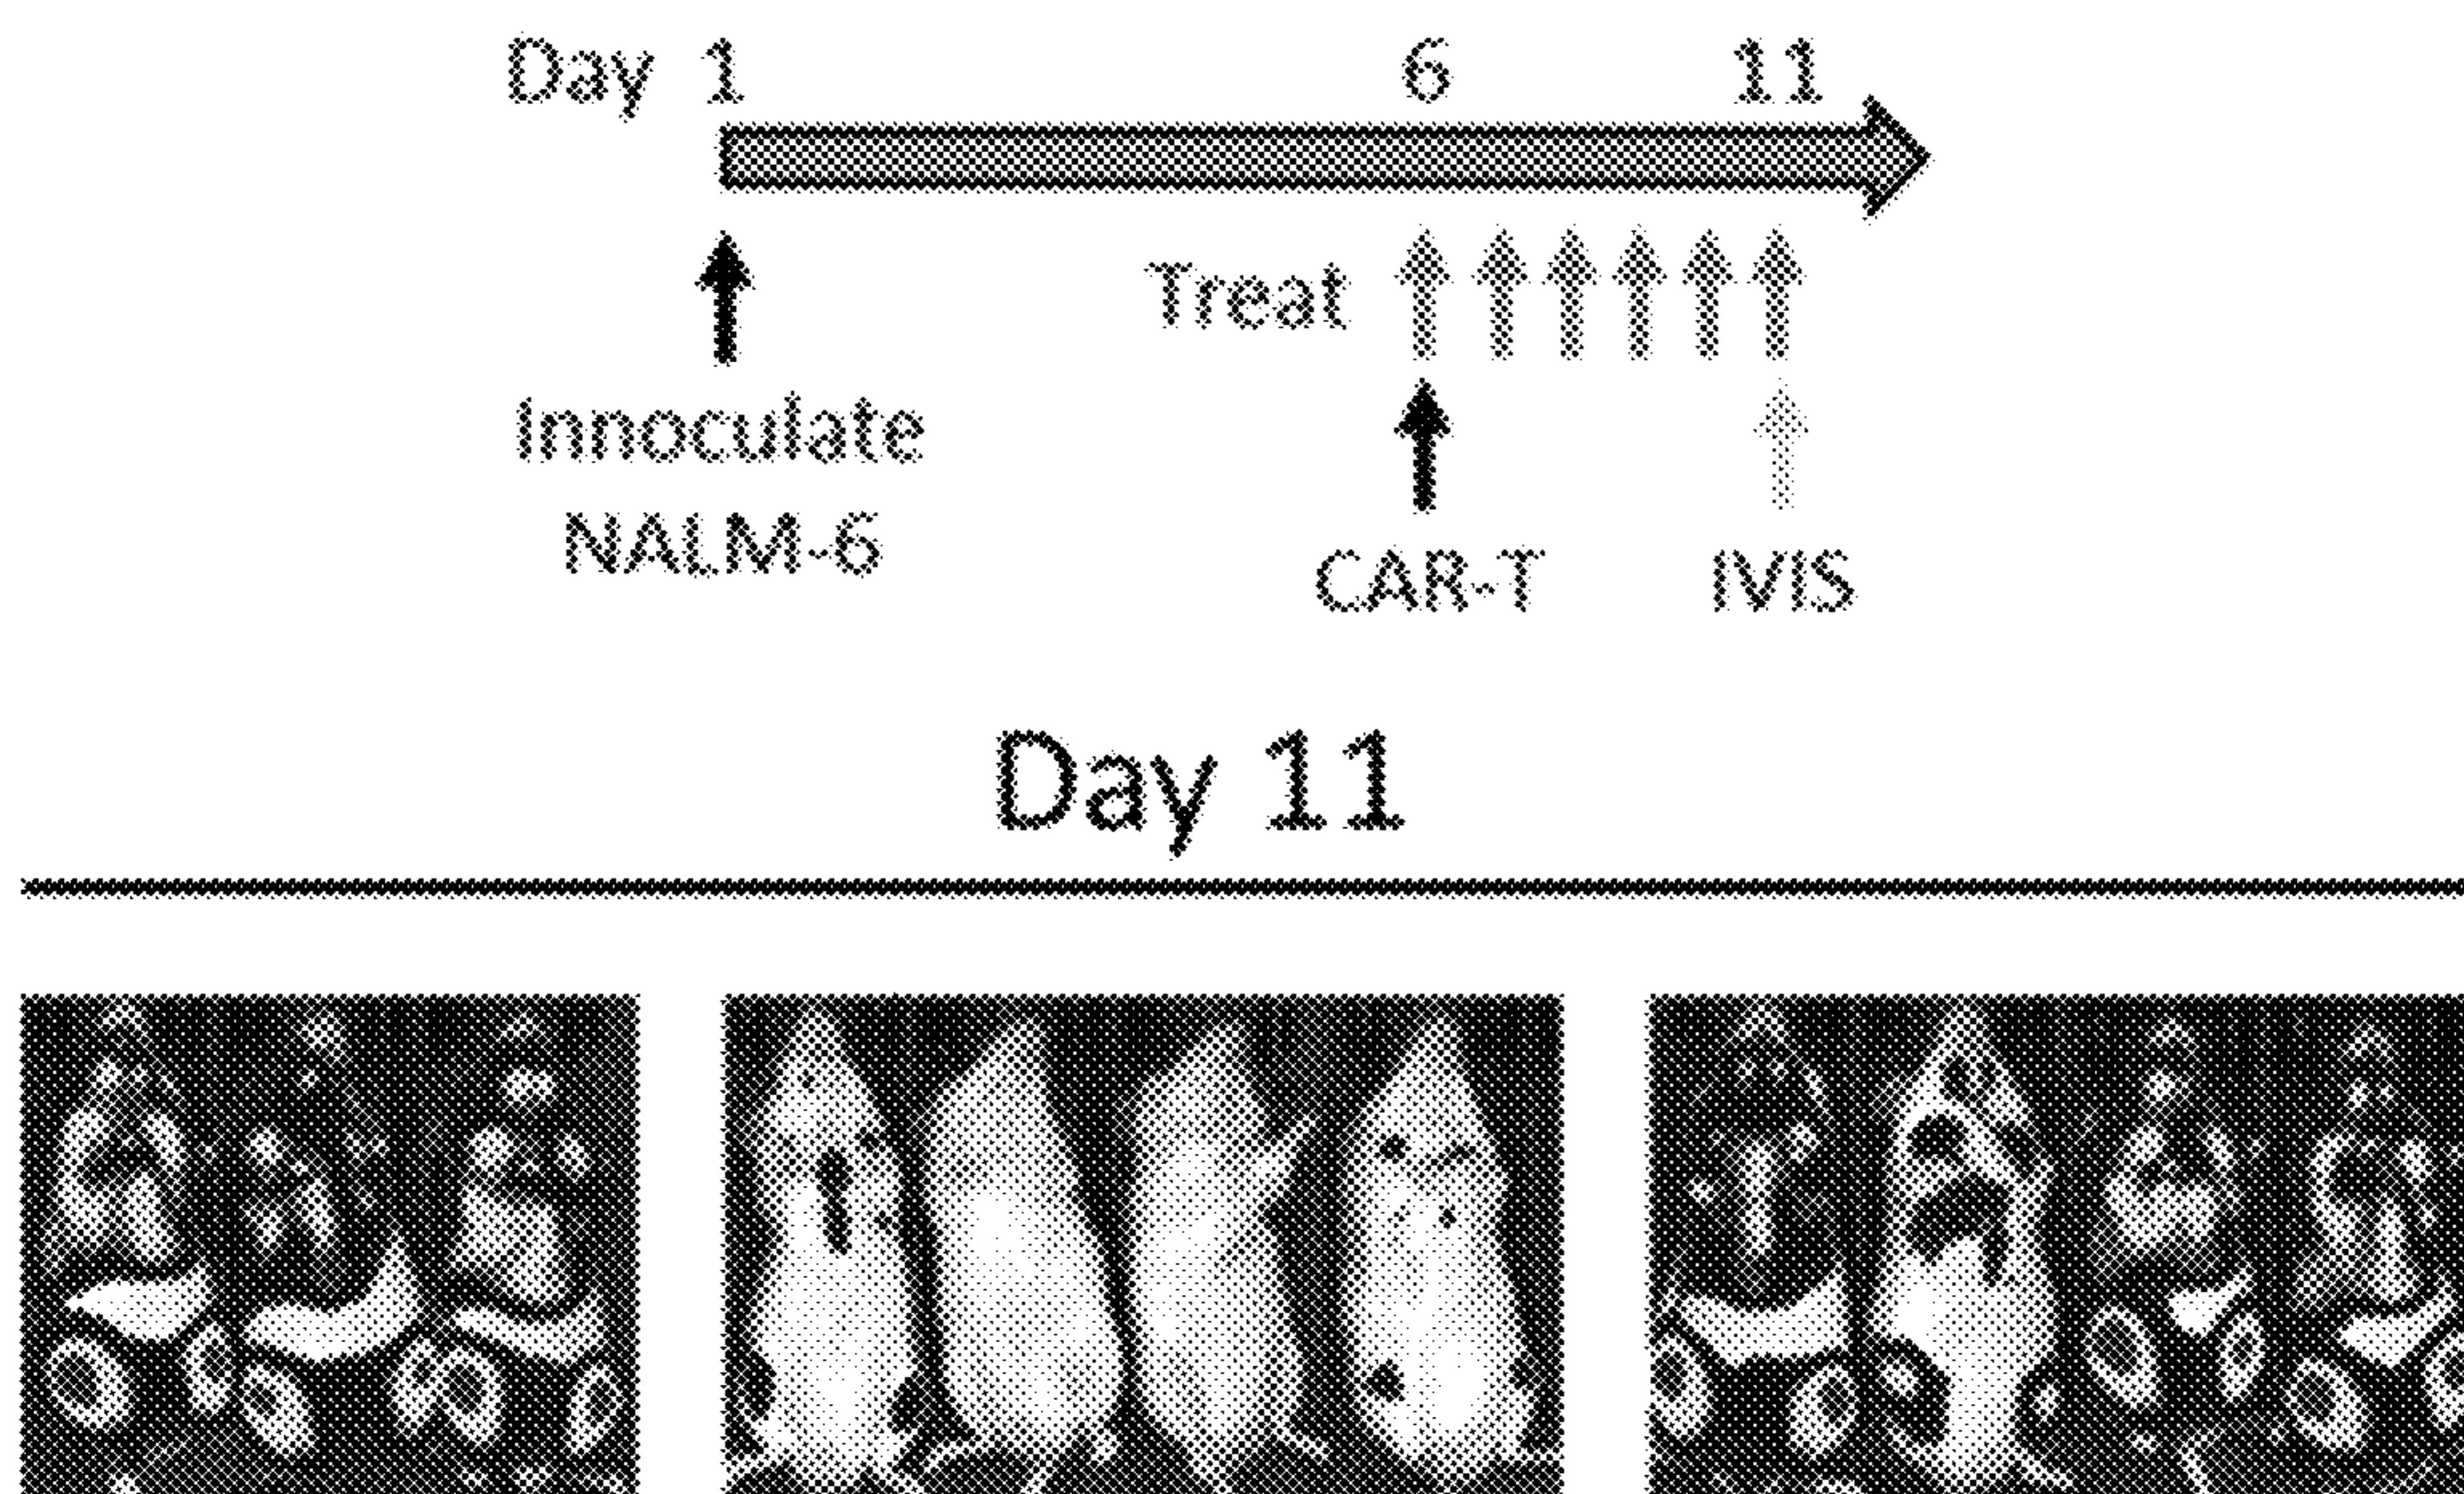 Day 1 6 11
Treat
Innoculate
NALM-6
CAR-T IVIS
Day 11